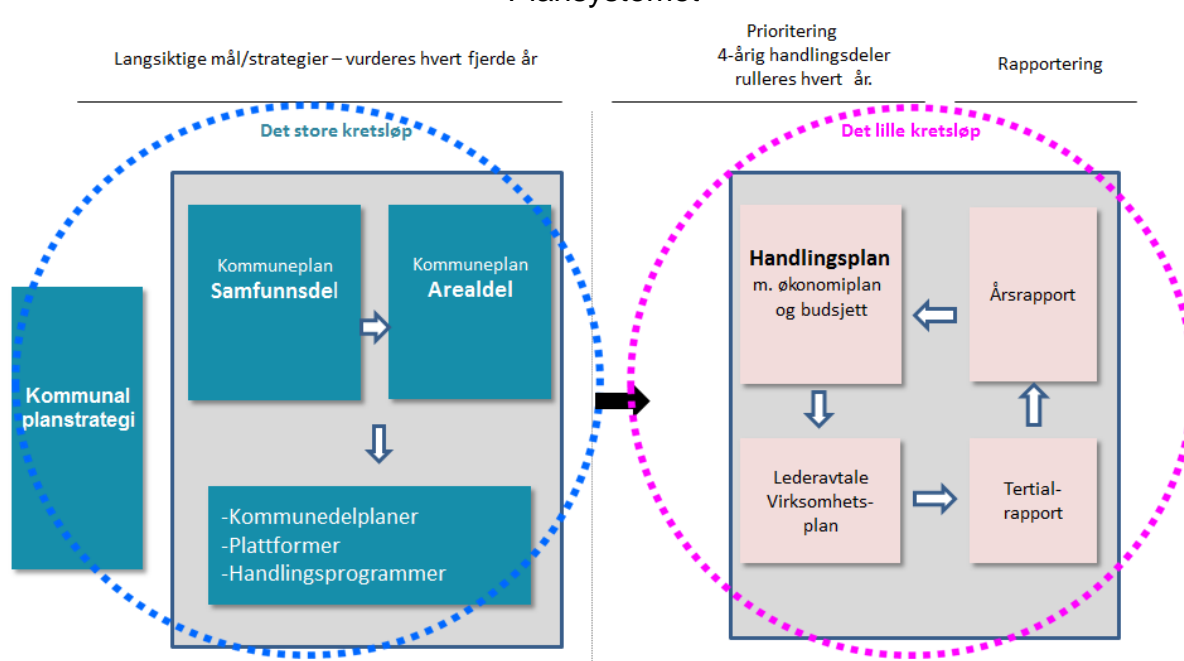 Plansystemet
Langsiktige mål/strategier – vurderes hvert fjerde år
Prioritering
4-årig handlingsdeler
rulleres hvert år.
Rapportering
Det store kretsløp
Kommunal
planstrategi
Kommuneplan
Samfunnsdel
Kommuneplan
Arealdel
-Kommunedelplaner
-Plattformer
-Handlingsprogrammer
Det lille kretsløp
Handlingsplan
m. økonomiplan
og budsjett
Årsrapport
Lederavtale
Virksomhets-
plan
Tertial-
rapport